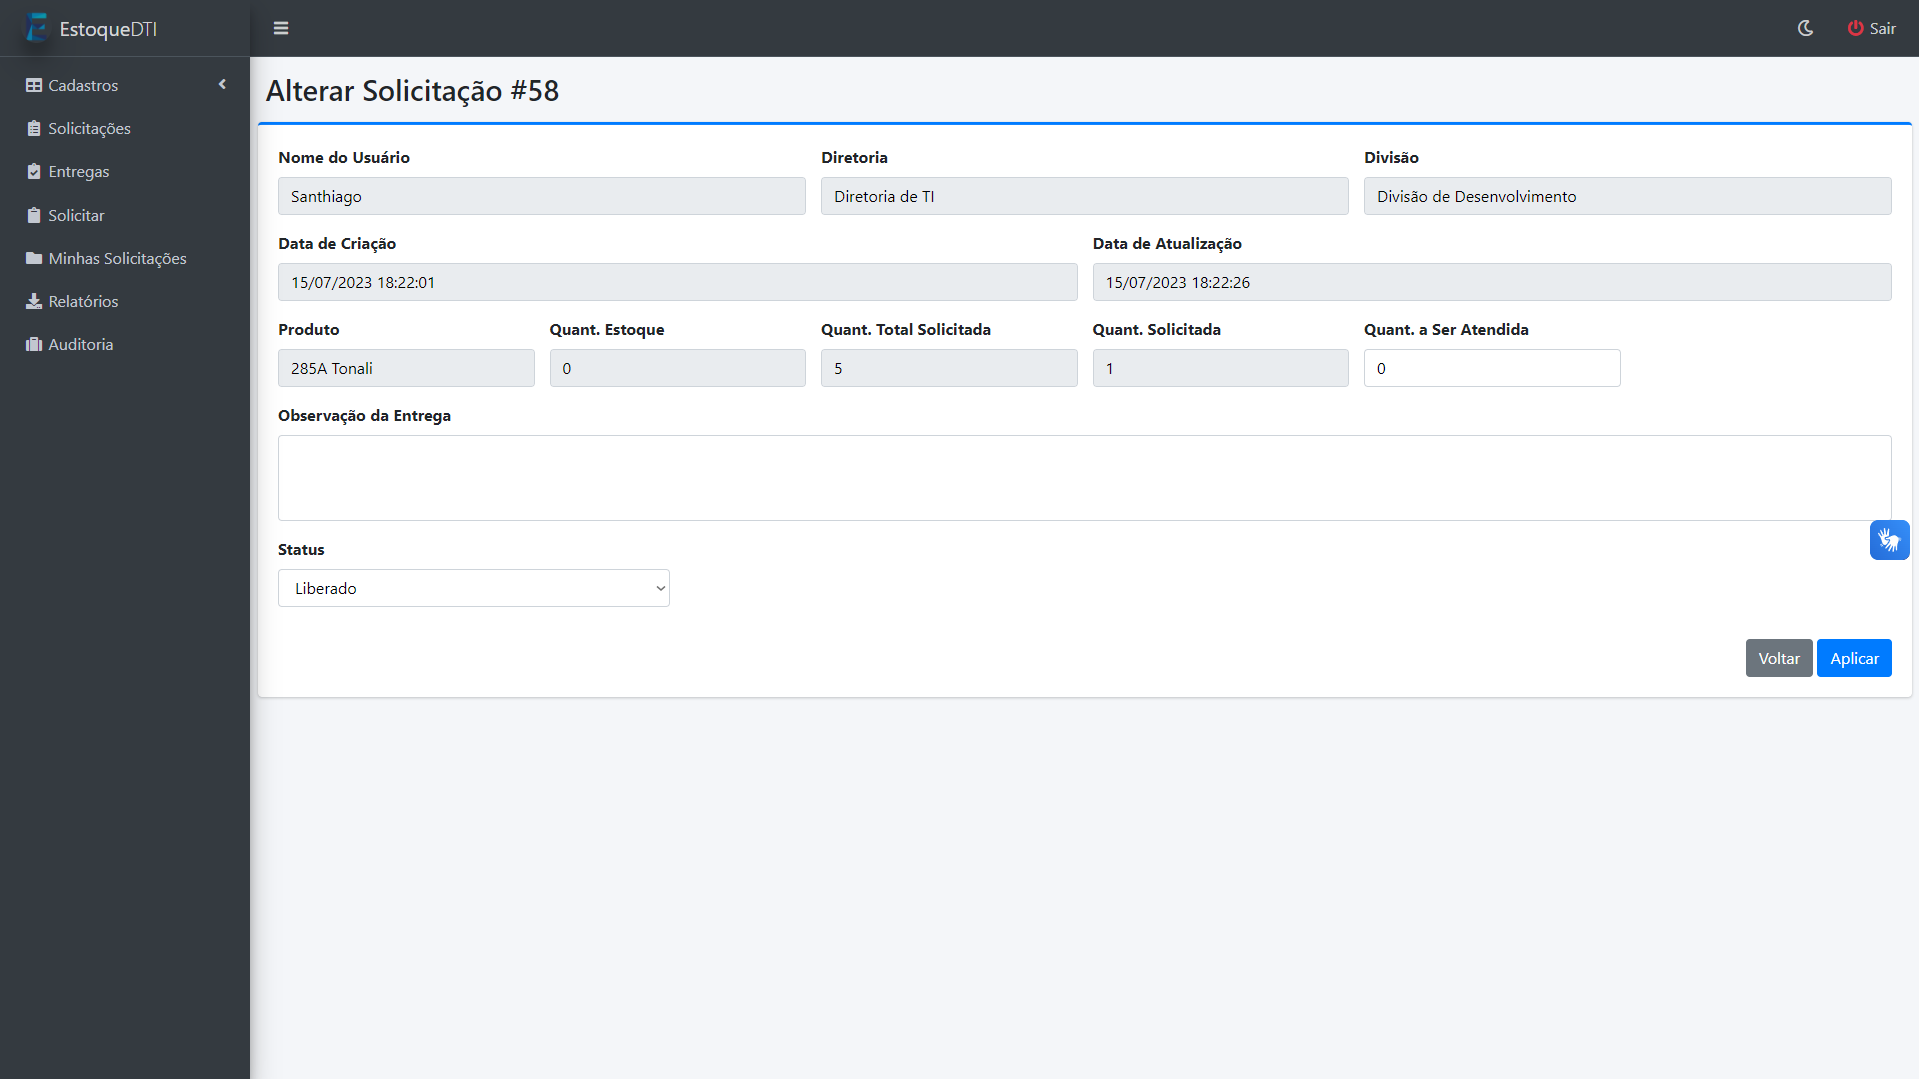 EstoqueDTI
Sair
Cadastros
Solicitações
Entregas
Solicitar
Minhas Solicitações
Relatórios
Auditoria
Alterar Solicitação #58
Nome do Usuário
Diretoria
Divisão
Santhiago
Diretoria de TI
Divisão de Desenvolvimento
Data de Criação
Data de Atualização
15/07/2023 18:22:01
15/07/2023 18:22:26
Produto
Quant. Estoque
Quant. Total Solicitada
Quant. Solicitada
Quant. a Ser Atendida
285A Tonali
0
5
1
0
Observação da Entrega
Status
Liberado
Voltar
Aplicar